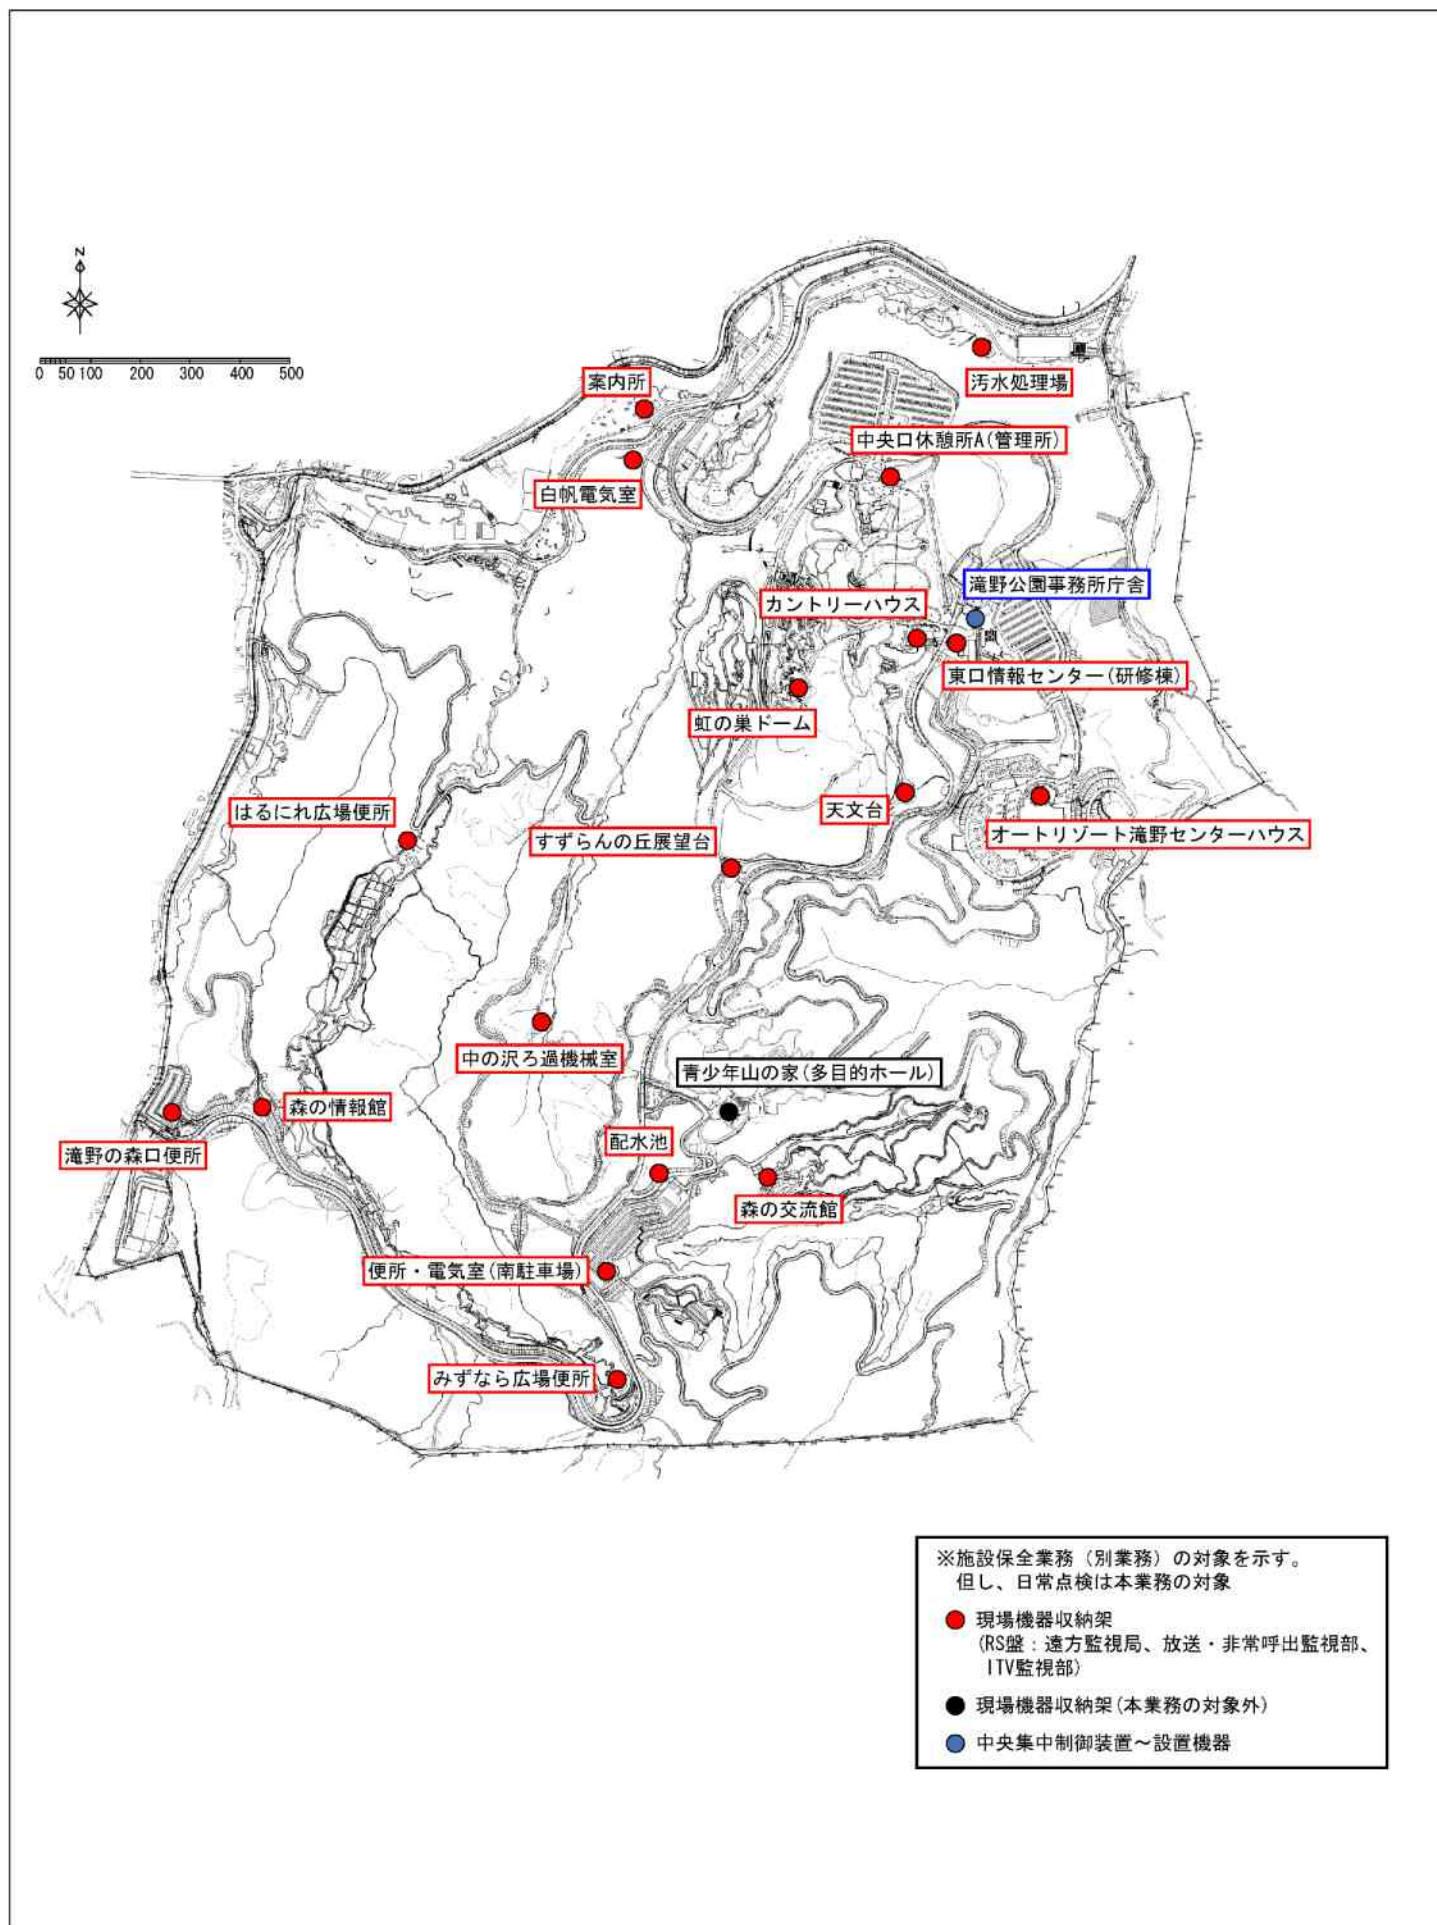 N
0 50 100 200 300 400 500
案内所
汚水処理場
中央口休憩所A(管理所)
白帆電気室
滝野公園事務所庁舎
カントリーハウス
東口情報センター(研修棟)
虹の巣ドーム
天文台
はるにれ広場便所
オートリゾート滝野センターハウス
すずらんの丘展望台
中の沢ろ過機械室
青少年山の家(多目的ホール)
森の情報館
配水池
滝野の森口便所
森の交流館
便所・電気室(南駐車場)
みずなら広場便所
※施設保全業務（別業務）の対象を示す。
但し、日常点検は本業務の対象
現場機器収納架
(RS盤：遠方監視局、放送・非常呼出監視部、
ITV監視部)
現場機器収納架(本業務の対象外)
中央集中制御装置～設置機器